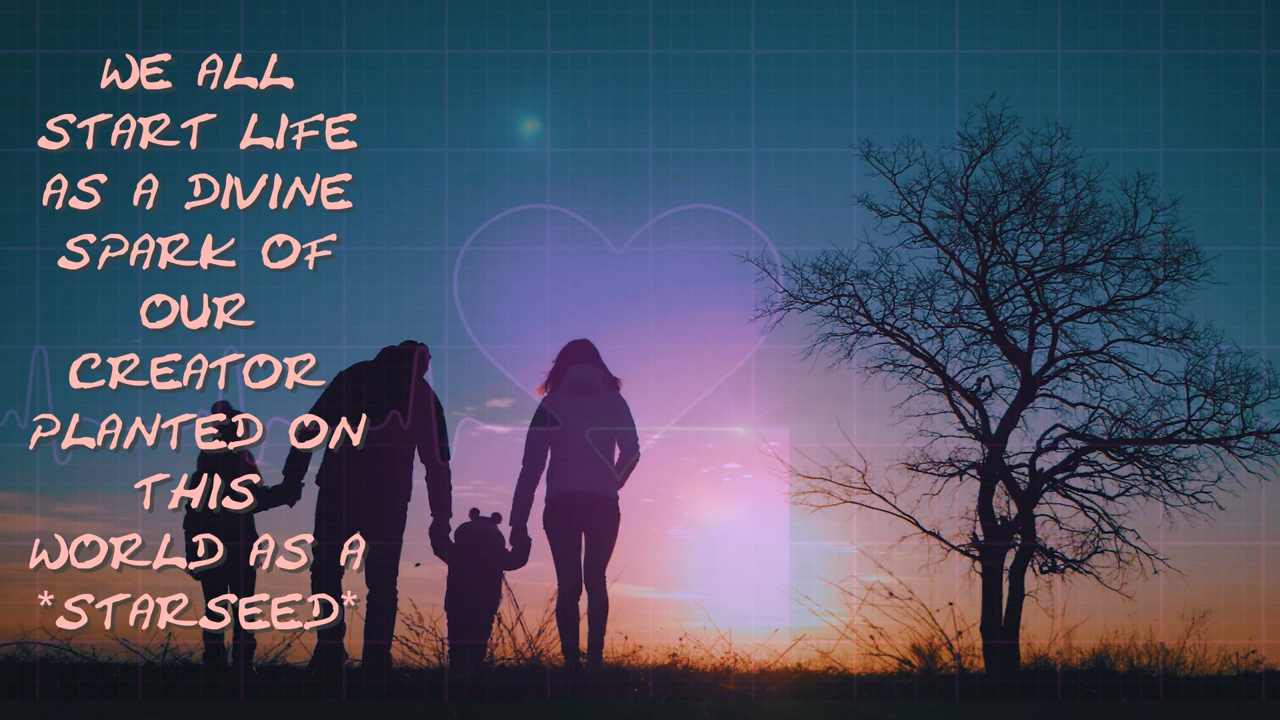 WE ALL
START LIFE
AS A DIVINE
SPARK OF
OUR
CREATOR
PLANTED ON
THIS
WORLD AS A
*STARSEED*